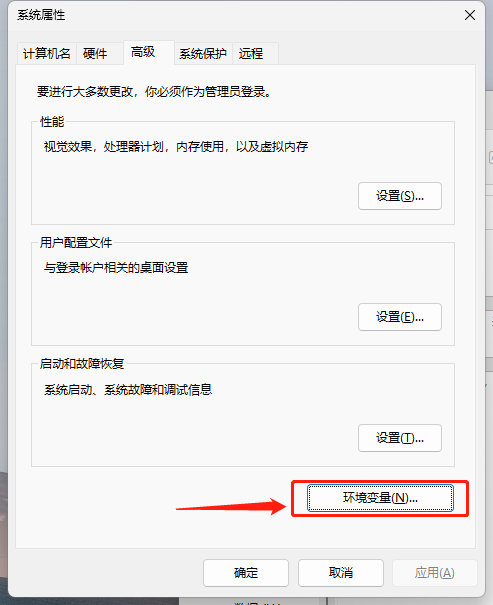 系统属性
计算机名 硬件 高级 系统保护 远程
要进行大多数更改，你必须作为管理员登录。
性能
视觉效果，处理器计划，内存使用，以及虚拟内存
设置(S)...
用户配置文件
与登录帐户相关的桌面设置
设置(E)...
启动和故障恢复
系统启动、系统故障和调试信息
设置(T)...
环境变量(N)...
确定 取消 应用(A)